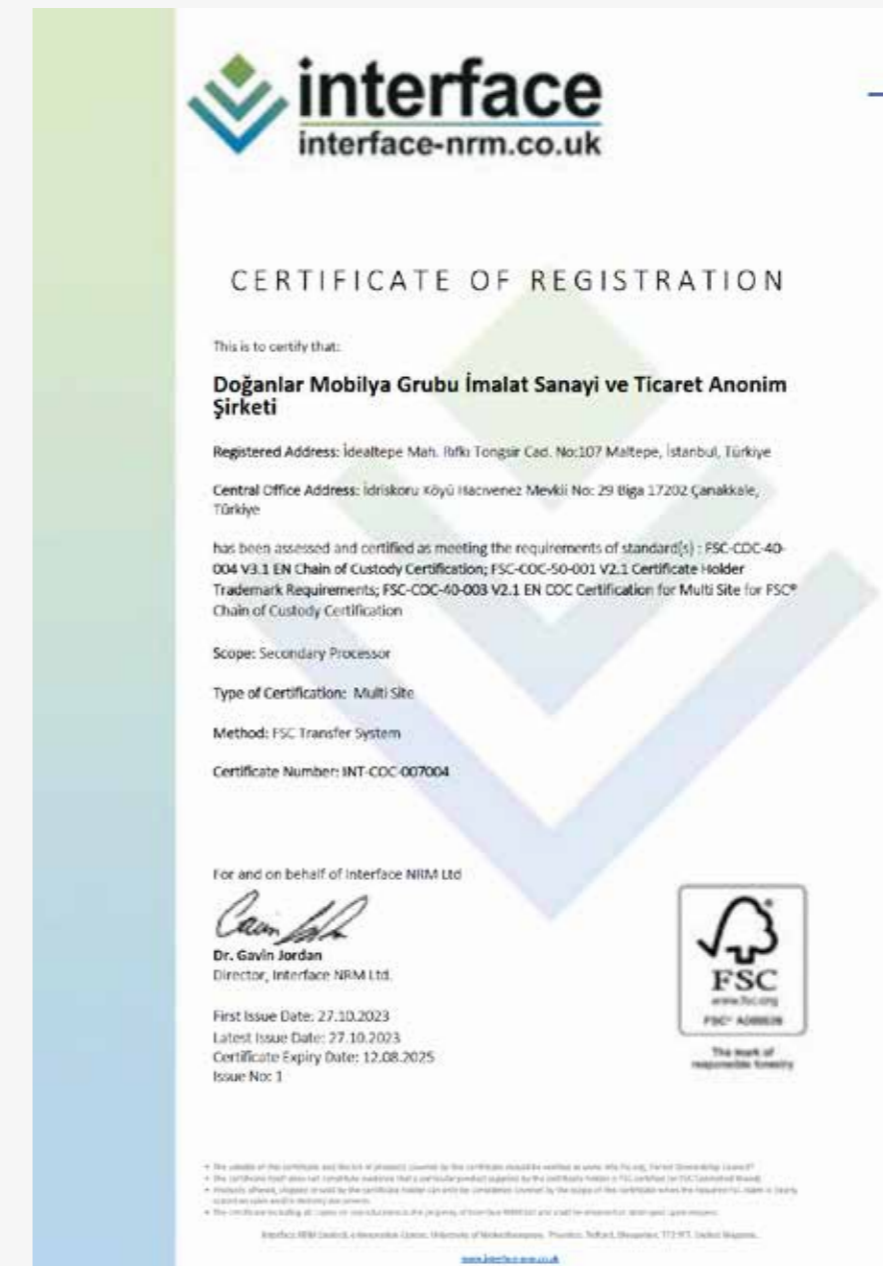 interface
interface-nrm.co.uk
CERTIFICATE OF REGISTRATION
This is to certify that:
Doğanlar Mobilya Grubu İmalat Sanayi ve Ticaret Anonim
Şirketi
Registered Address: İdealtepe Mah. Rıfkı Tongsir Cad. No:107 Maltepe, İstanbul, Türkiye
Central Office Address: İdriskoru Köyü Hacıvenez Mevkii No: 29 Biga 17202 Çanakkale,
Türkiye
has been assessed and certified as meeting the requirements of standard(s) : FSC-COC-40-
004 V3.1 EN Chain of Custody Certification; FSC-COC-50-001 V2.1 Certificate Holder
Trademark Requirements; FSC-COC-40-003 V2.1 EN COC Certification for Multi Site for FSC®
Chain of Custody Certification
Scope: Secondary Processor
Type of Certification: Multi Site
Method: FSC Transfer System
Certificate Number: INT-COC-007004
For and on behalf of Interface NRM Ltd
Dr. Gavin Jordan
Director, Interface NRM Ltd.
First Issue Date: 27.10.2023
Latest Issue Date: 27.10.2023
Certificate Expiry Date: 12.08.2025
Issue No: 1
FSC
www.fsc.org
FSC®
The mark of
responsible forestry
www.interface-nrm.co.uk